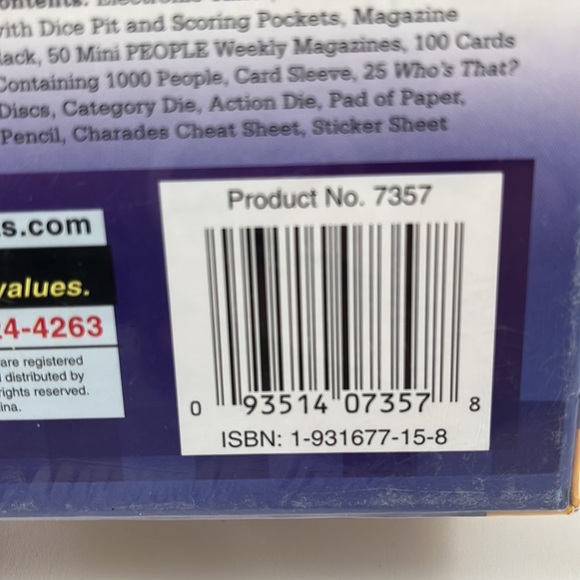 with Dice Pit and Scoring Pockets, Magazine
50 Mini PEOPLE Weekly Magazines, 100 Cards
Containing 1000 People, Card Sleeve, 25 Who's That?
Discs, Category Die, Action Die, Pad of Paper,
Pencil, Charades Cheat Sheet, Sticker Sheet
s.com
values.
4-4263
are registered
distributed by
rights reserved.
ina.
Product No. 7357
0 93514 07357 8
ISBN: 1-931677-15-8